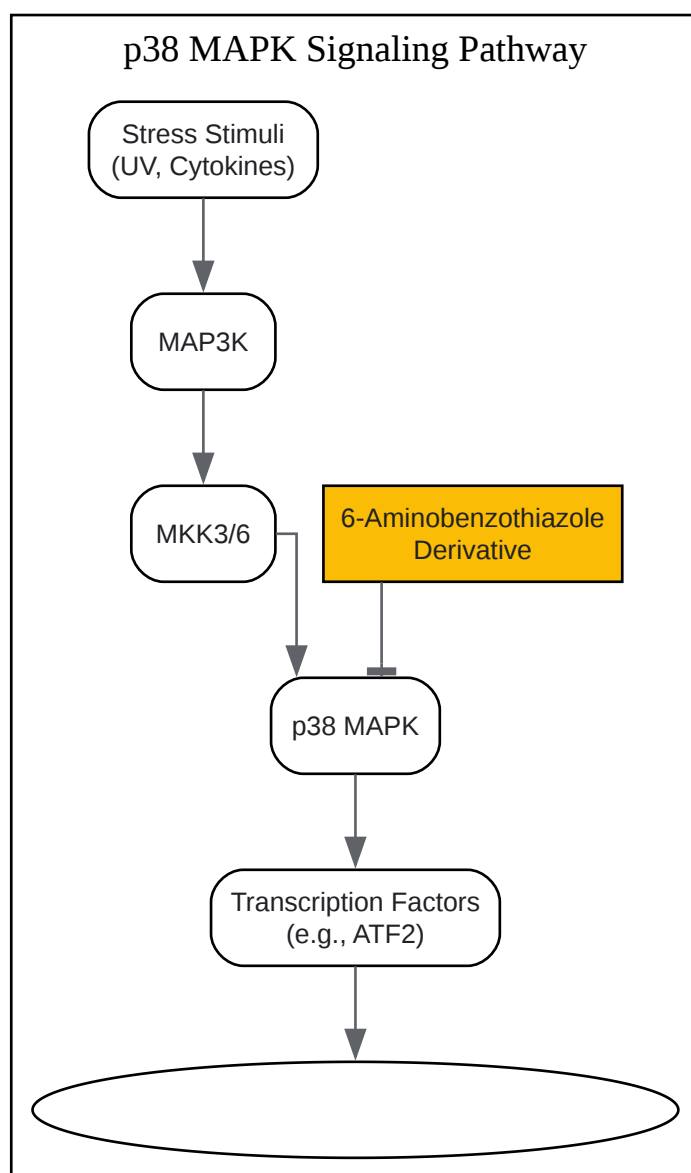 p38 MAPK Signaling Pathway
Stress Stimuli
(UV, Cytokines)
MAP3K
MKK3/6
6-Aminobenzothiazole
Derivative
p38 MAPK
Transcription Factors
(e.g., ATF2)